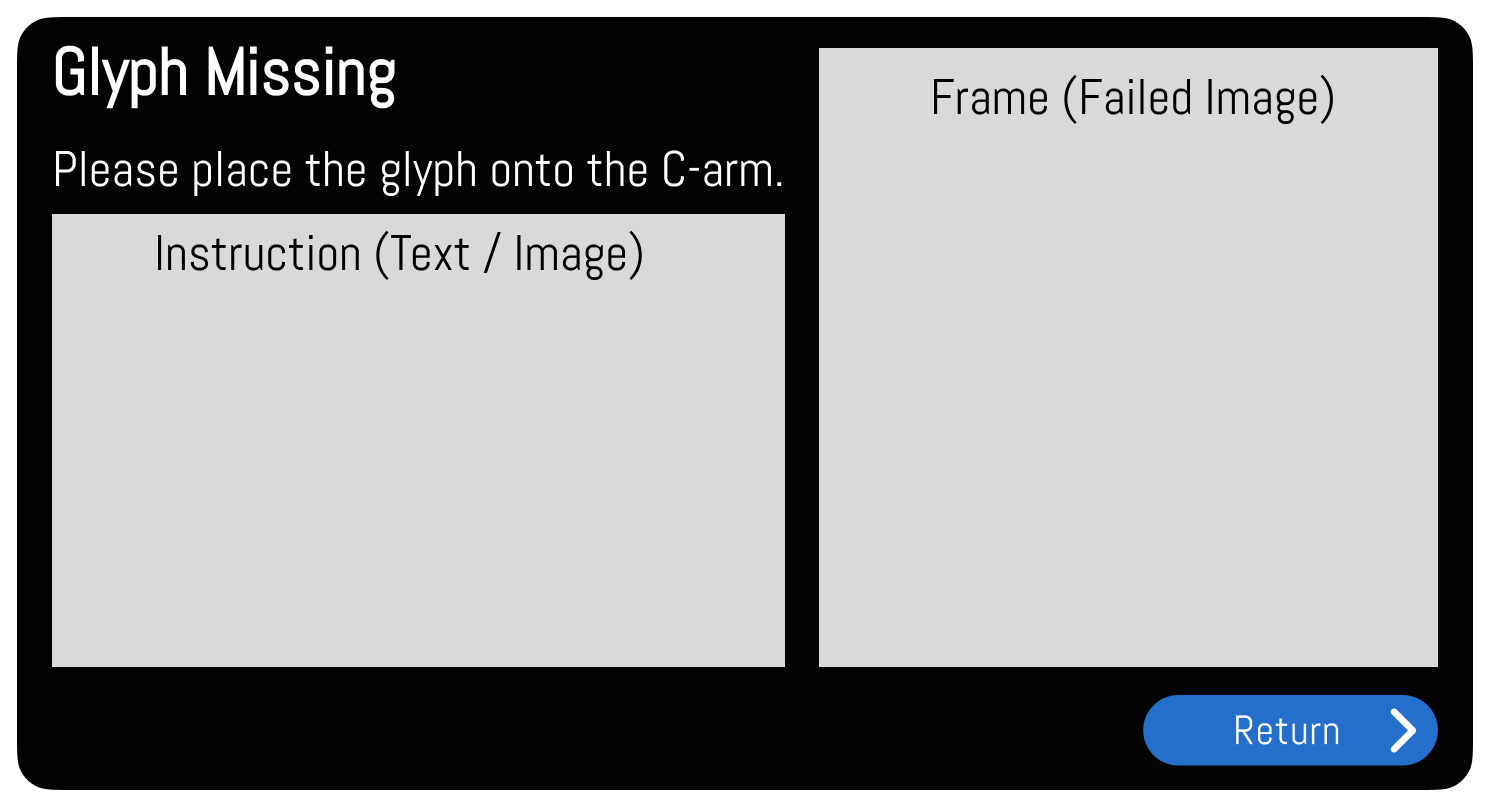 Glyph Missing
Please place the glyph onto the C-arm.
Instruction (Text / Image)
Frame (Failed Image)
Return